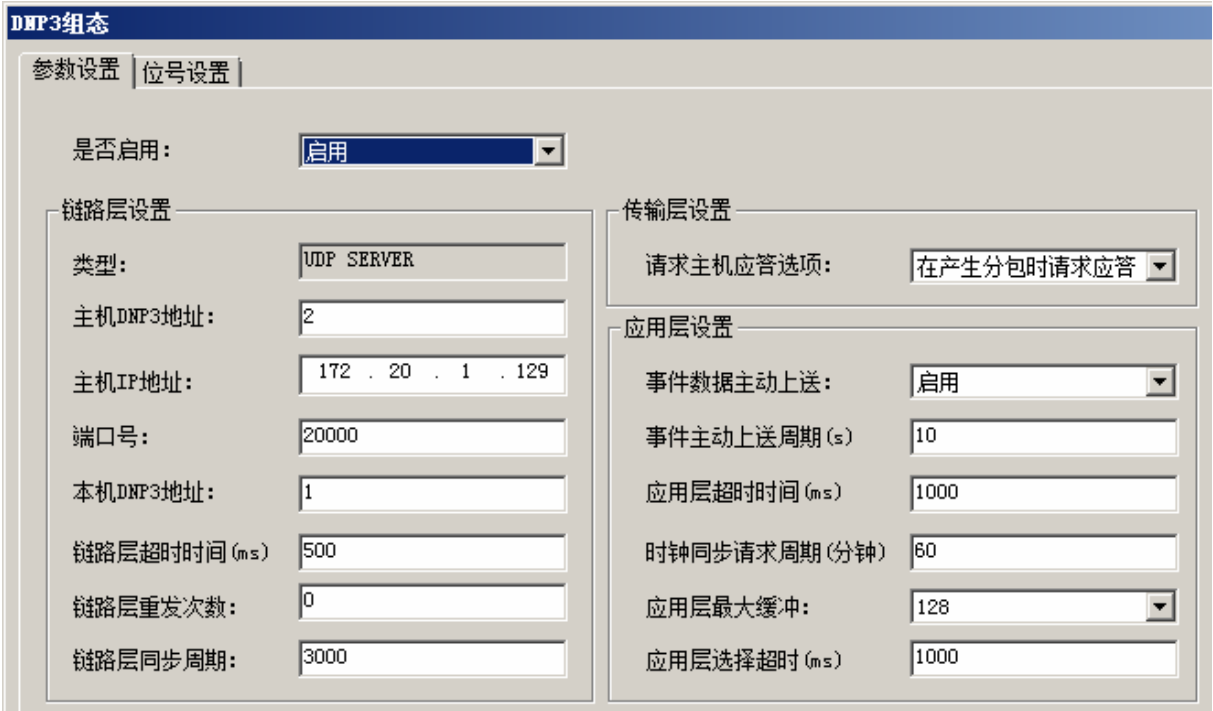 DNP3组态
参数设置 位号设置
是否启用: 启用
链路层设置
类型: UDP SERVER
主机DNP3地址: 2
主机IP地址: 172 . 20 . 1 . 129
端口号: 20000
本机DNP3地址: 1
链路层超时时间(ms) 500
链路层重发次数: 0
链路层同步周期: 3000
传输层设置
请求主机应答选项: 在产生分包时请求应答
应用层设置
事件数据主动上送: 启用
事件主动上送周期(s) 10
应用层超时时间(ms) 1000
时钟同步请求周期(分钟) 60
应用层最大缓冲: 128
应用层选择超时(ms) 1000